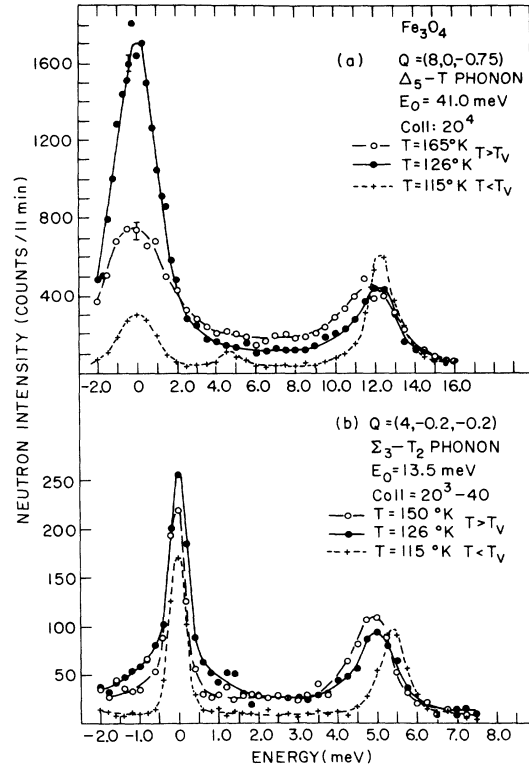 Fe₃O₄
(a) Q =(8,0,-0.75)
Δ₅-T PHONON
E₀ = 41.0 meV
Coll: 20⁴
T = 165°K T>Tᵥ
T = 126°K
T = 115°K T<Tᵥ
1600
1200
800
400
-2.0 0 2.0 4.0 6.0 8.0 10.0 12.0 14.0 16.0
NEUTRON INTENSITY (COUNTS / 11 min)
(b) Q =(4,-0.2,-0.2)
Σ₃-T₂ PHONON
E₀ = 13.5 meV
Coll = 20³-40
T = 150 °K T>Tᵥ
T = 126 °K
T = 115 °K T<Tᵥ
250
200
150
100
50
-2.0 -1.0 0.0 1.0 2.0 3.0 4.0 5.0 6.0 7.0 8.0
ENERGY (meV)